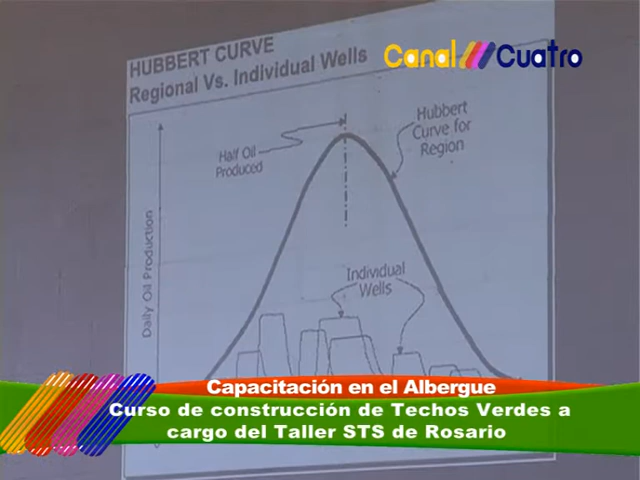 HUBBERT CURVE
Regional Vs. Individual Wells
Canal Cuatro
Hubbert
Curve for
Region
Half Oil
Produced
Daily Oil Production
Individual
Wells
Capacitación en el Albergue
Curso de construcción de Techos Verdes a
cargo del Taller STS de Rosario